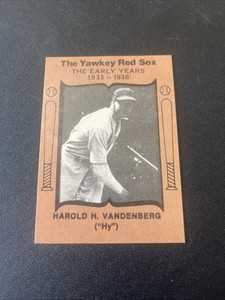 The Yawkey Red Sox
THE EARLY YEARS
1933 - 1936
HAROLD H. VANDENBERG
("Hy")